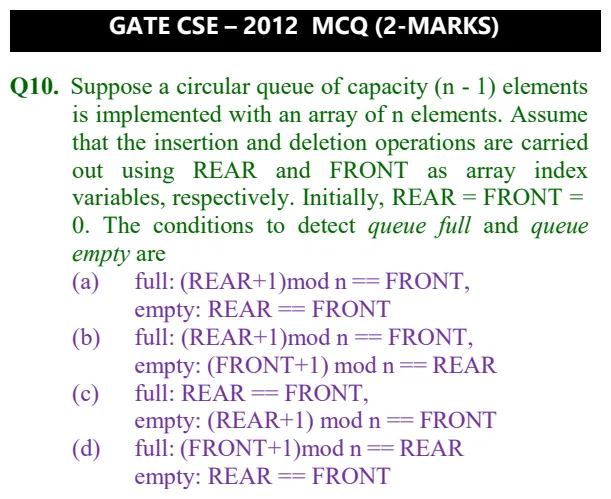 GATE CSE – 2012 MCQ (2-MARKS)
Q10. Suppose a circular queue of capacity (n - 1) elements
is implemented with an array of n elements. Assume
that the insertion and deletion operations are carried
out using REAR and FRONT as array index
variables, respectively. Initially, REAR = FRONT =
0. The conditions to detect queue full and queue
empty are
(a) full: (REAR+1)mod n == FRONT,
empty: REAR == FRONT
(b) full: (REAR+1)mod n == FRONT,
empty: (FRONT+1) mod n == REAR
(c) full: REAR == FRONT,
empty: (REAR+1) mod n == FRONT
(d) full: (FRONT+1)mod n == REAR
empty: REAR == FRONT